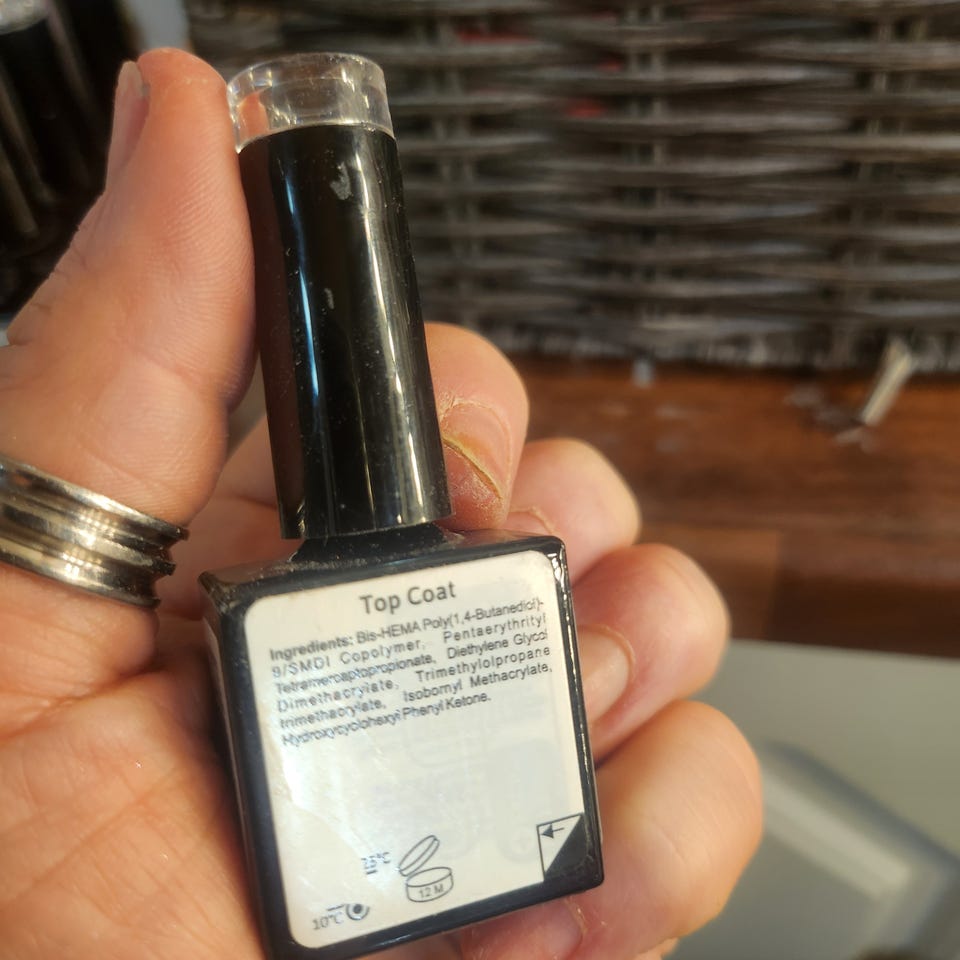 Top Coat
Ingredients: Bis-HEMA Poly(1,4-Butanediol)-
9/SMDI Copolymer, Pentaerythrityl
Tetramercaptopropionate, Diethylene Glycol
Dimethacrylate, Trimethylolpropane
trimethacrylate, Isobornyl Methacrylate,
Hydroxycyclohexyl Phenyl Ketone.
25°C
12 M
10°C